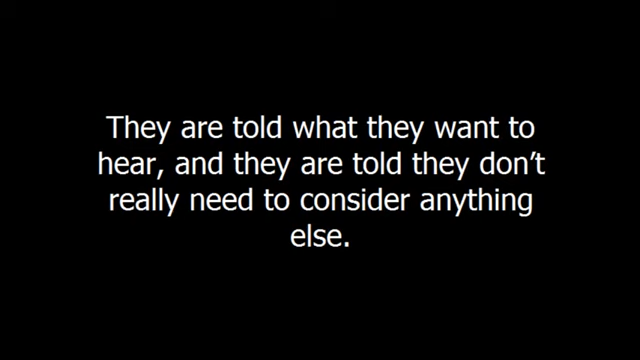 They are told what they want to
hear, and they are told they don’t
really need to consider anything
else.